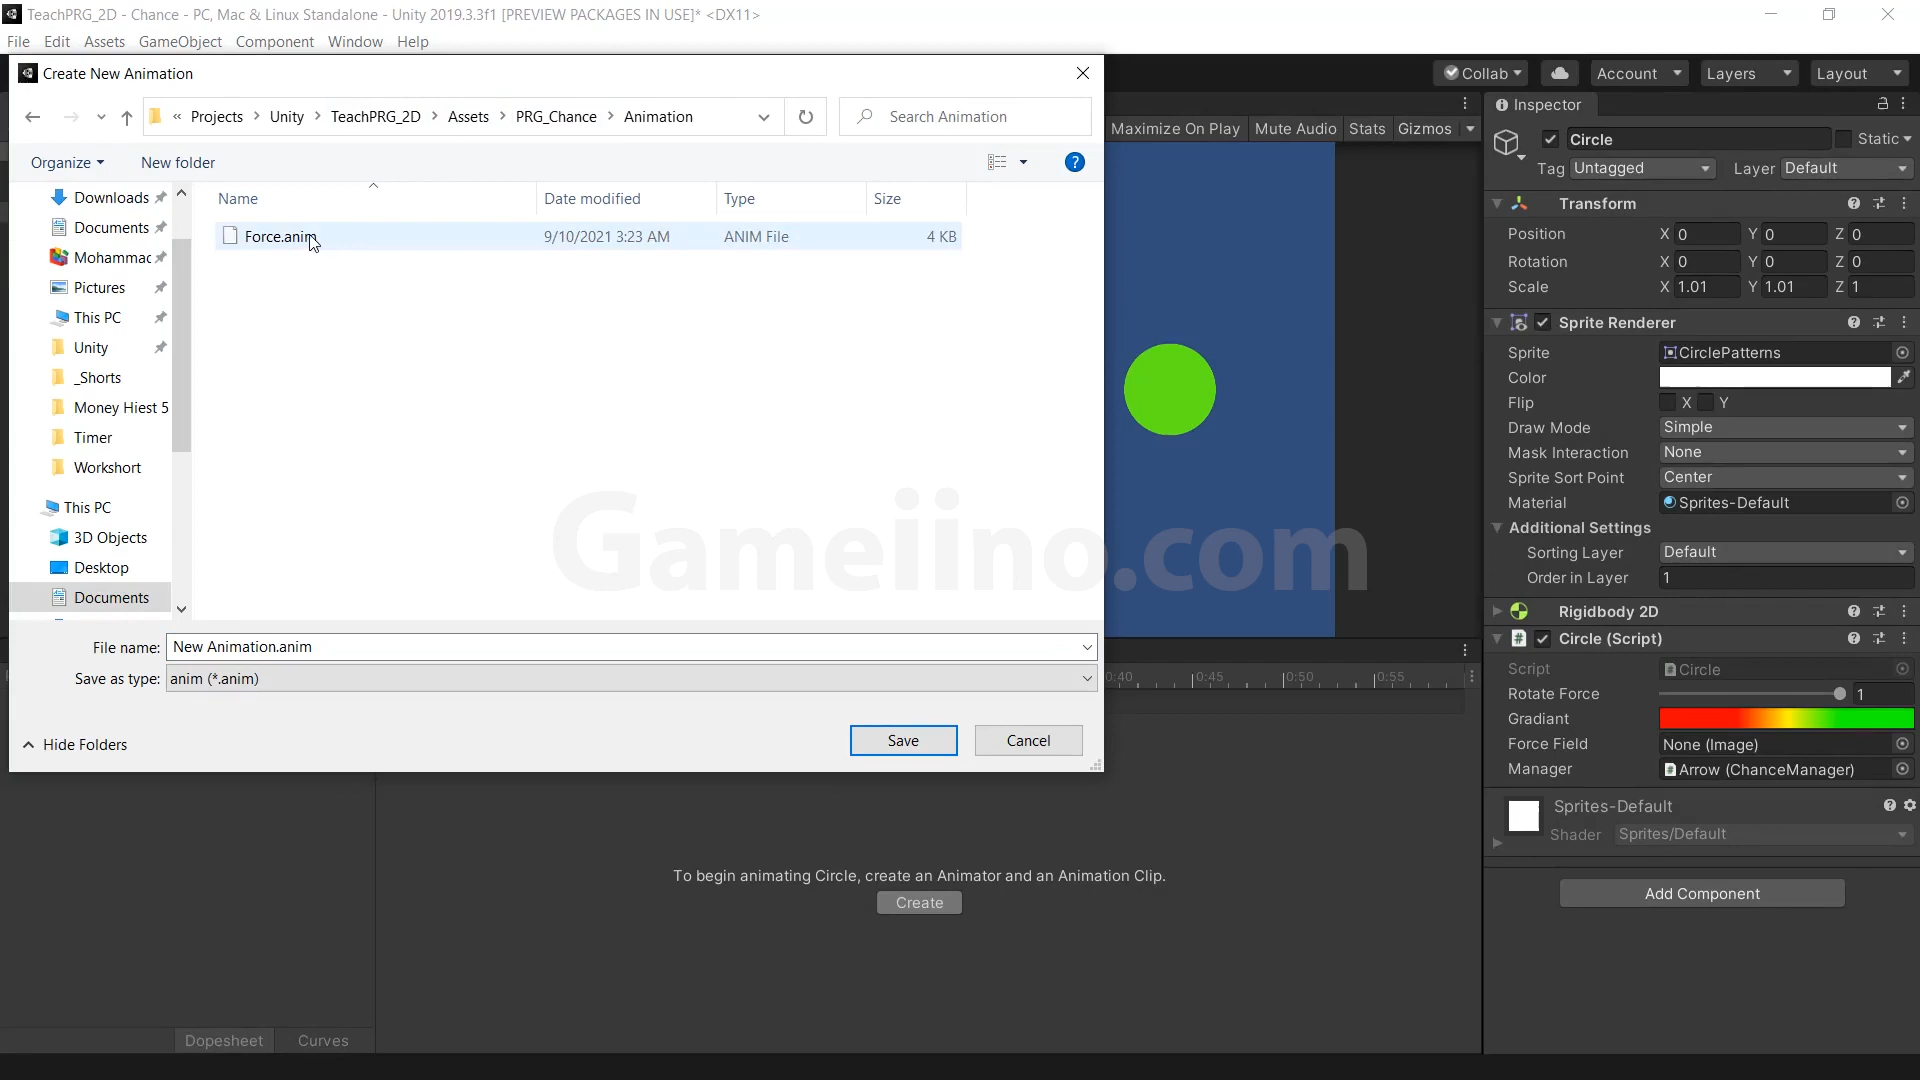 TeachPRG_2D - Chance - PC, Mac & Linux Standalone - Unity 2019.3.3f1 [PREVIEW PACKAGES IN USE]* <DX11>
File Edit Assets GameObject Component Window Help
Create New Animation
Collab Account Layers Layout
« Projects Unity TeachPRG_2D Assets PRG_Chance Animation Search Animation
Inspector
Maximize On Play Mute Audio Stats Gizmos
Circle Static
Organize New folder
Tag Untagged Layer Default
Name Date modified Type Size
Downloads
Documents
Mohammac
Pictures
This PC
Unity
_Shorts
Money Hiest 5
Timer
Workshort
This PC
3D Objects
Desktop
Documents
Force.anim 9/10/2021 3:23 AM ANIM File 4 KB
Transform
Position X 0 Y 0 Z 0
Rotation X 0 Y 0 Z 0
Scale X 1.01 Y 1.01 Z 1
Sprite Renderer
Sprite CirclePatterns
Color
Flip X Y
Draw Mode Simple
Mask Interaction None
Sprite Sort Point Center
Material Sprites-Default
Additional Settings
Sorting Layer Default
Order in Layer 1
Gameiino.com
Rigidbody 2D
Circle (Script)
Script Circle
Rotate Force 1
Gradiant
Force Field None (Image)
Manager Arrow (ChanceManager)
File name: New Animation.anim
Save as type: anim (*.anim)
0:40 0:45 0:50 0:55
Hide Folders Save Cancel
Sprites-Default
Shader Sprites/Default
To begin animating Circle, create an Animator and an Animation Clip.
Create
Add Component
Dopesheet Curves